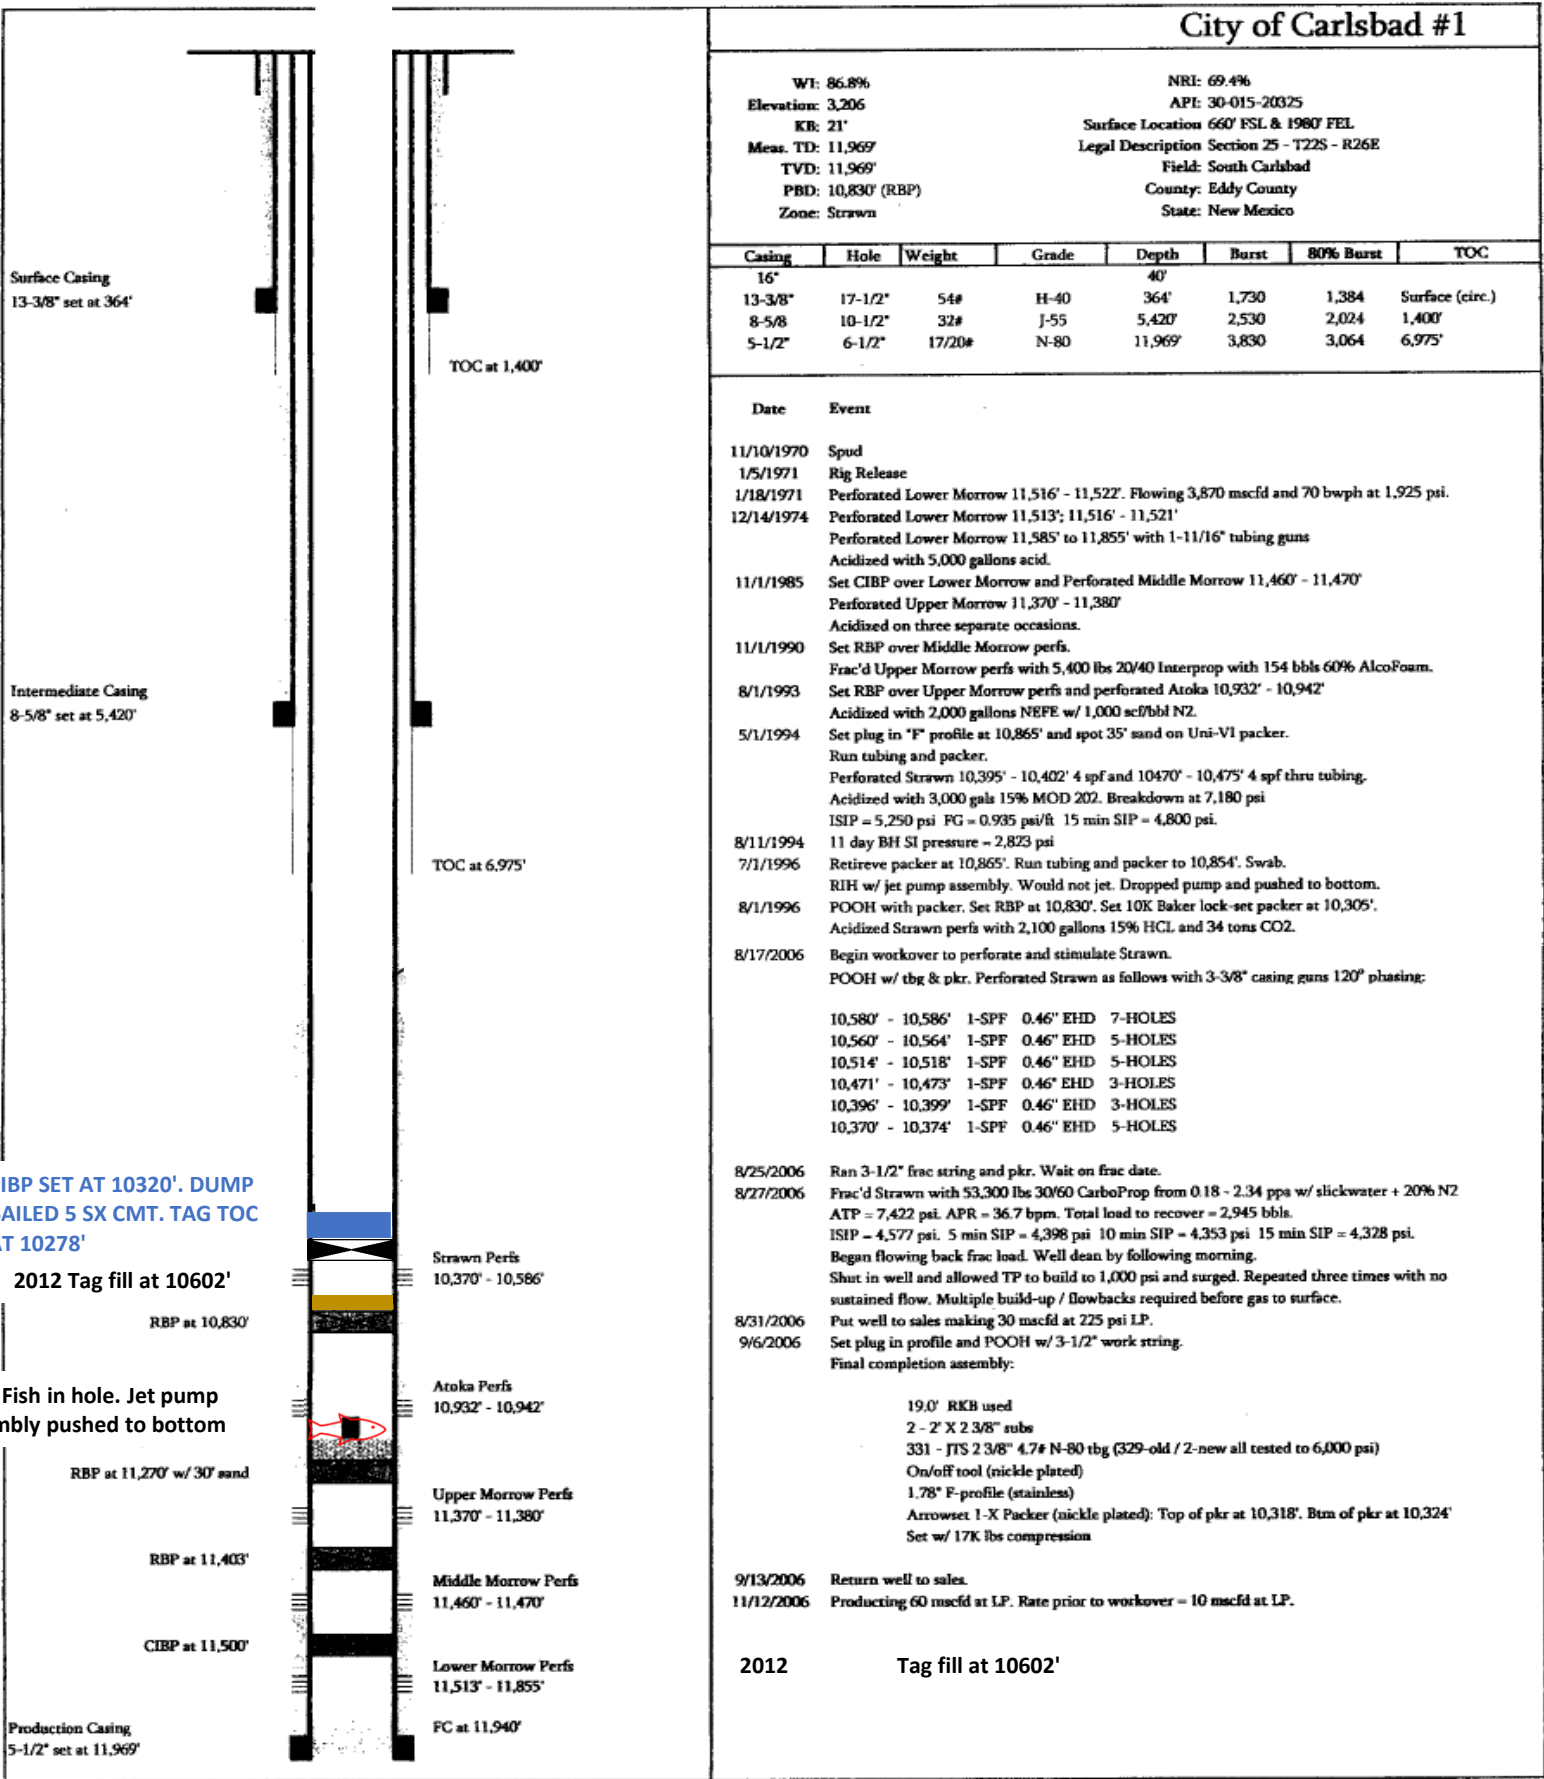 City of Carlsbad #1
WI: 86.8%
Elevation: 3,206
KB: 21'
Meas. TD: 11,969'
TVD: 11,969'
PBD: 10,830' (RBP)
Zone: Strawn
NRI: 69.4%
API: 30-015-20325
Surface Location 660' FSL & 1980' FEL
Legal Description Section 25 - T22S - R26E
Field: South Carlsbad
County: Eddy County
State: New Mexico
Casing Hole Weight Grade Depth Burst 80% Burst TOC
16" 40'
13-3/8" 17-1/2" 54# H-40 364' 1,730 1,384 Surface (circ.)
8-5/8 10-1/2" 32# J-55 5,420' 2,530 2,024 1,400'
5-1/2" 6-1/2" 17/20# N-80 11,969' 3,830 3,064 6,975'
Date Event
11/10/1970 Spud
1/5/1971 Rig Release
1/18/1971 Perforated Lower Morrow 11,516' - 11,522'. Flowing 3,870 mscfd and 70 bwph at 1,925 psi.
12/14/1974 Perforated Lower Morrow 11,513'; 11,516' - 11,521'
Perforated Lower Morrow 11,585' to 11,855' with 1-11/16" tubing guns
Acidized with 5,000 gallons acid.
11/1/1985 Set CIBP over Lower Morrow and Perforated Middle Morrow 11,460' - 11,470'
Perforated Upper Morrow 11,370' - 11,380'
Acidized on three separate occasions.
11/1/1990 Set RBP over Middle Morrow perfs.
Frac'd Upper Morrow perfs with 5,400 lbs 20/40 Interprop with 154 bbls 60% AlcoFoam.
8/1/1993 Set RBP over Upper Morrow perfs and perforated Atoka 10,932' - 10,942'
Acidized with 2,000 gallons NEFE w/ 1,000 scf/bbl N2.
5/1/1994 Set plug in "F" profile at 10,865' and spot 35' sand on Uni-VI packer.
Run tubing and packer.
Perforated Strawn 10,395' - 10,402' 4 spf and 10470' - 10,475' 4 spf thru tubing.
Acidized with 3,000 gals 15% MOD 202. Breakdown at 7,180 psi
ISIP = 5,250 psi FG = 0.935 psi/ft 15 min SIP = 4,800 psi.
8/11/1994 11 day BH SI pressure = 2,823 psi
7/1/1996 Retireve packer at 10,865'. Run tubing and packer to 10,854'. Swab.
RIH w/ jet pump assembly. Would not jet. Dropped pump and pushed to bottom.
8/1/1996 POOH with packer. Set RBP at 10,830'. Set 10K Baker lock-set packer at 10,305'.
Acidized Strawn perfs with 2,100 gallons 15% HCL and 34 tons CO2.
8/17/2006 Begin workover to perforate and stimulate Strawn.
POOH w/ tbg & pkr. Perforated Strawn as follows with 3-3/8" casing guns 120° phasing:
10,580' - 10,586' 1-SPF 0.46" EHD 7-HOLES
10,560' - 10,564' 1-SPF 0.46" EHD 5-HOLES
10,514' - 10,518' 1-SPF 0.46" EHD 5-HOLES
10,471' - 10,473' 1-SPF 0.46" EHD 3-HOLES
10,396' - 10,399' 1-SPF 0.46" EHD 3-HOLES
10,370' - 10,374' 1-SPF 0.46" EHD 5-HOLES
8/25/2006 Ran 3-1/2" frac string and pkr. Wait on frac date.
8/27/2006 Frac'd Strawn with 53,300 lbs 30/60 CarboProp from 0.18 - 2.34 ppa w/ slickwater + 20% N2
ATP = 7,422 psi. APR = 36.7 bpm. Total load to recover = 2,945 bbls.
ISIP = 4,577 psi. 5 min SIP = 4,398 psi 10 min SIP = 4,353 psi 15 min SIP = 4,328 psi.
Began flowing back frac load. Well dean by following morning.
Shut in well and allowed TP to build to 1,000 psi and surged. Repeated three times with no
sustained flow. Multiple build-up / flowbacks required before gas to surface.
8/31/2006 Put well to sales making 30 mscfd at 225 psi LP.
9/6/2006 Set plug in profile and POOH w/ 3-1/2" work string.
Final completion assembly:
19.0' RKB used
2 - 2' X 2 3/8" subs
331 - JTS 2 3/8" 4.7# N-80 tbg (329-old / 2-new all tested to 6,000 psi)
On/off tool (nickle plated)
1.78" F-profile (stainless)
Arrowset 1-X Packer (nickle plated): Top of pkr at 10,318'. Btm of pkr at 10,324'
Set w/ 17K lbs compression
9/13/2006 Return well to sales.
11/12/2006 Producting 60 mscfd at LP. Rate prior to workover = 10 mscfd at LP.
2012 Tag fill at 10602'
Surface Casing
13-3/8" set at 364'
TOC at 1,400'
Intermediate Casing
8-5/8" set at 5,420'
TOC at 6,975'
IBP SET AT 10320'. DUMP
AILED 5 SX CMT. TAG TOC
AT 10278'
Strawn Perfs
10,370' - 10,586'
2012 Tag fill at 10602'
RBP at 10,830'
Atoka Perfs
10,932' - 10,942'
Fish in hole. Jet pump
mbly pushed to bottom
RBP at 11,270' w/ 30' sand
Upper Morrow Perfs
11,370' - 11,380'
RBP at 11,403'
Middle Morrow Perfs
11,460' - 11,470'
CIBP at 11,500'
Lower Morrow Perfs
11,513' - 11,855'
FC at 11,940'
Production Casing
5-1/2" set at 11,969'